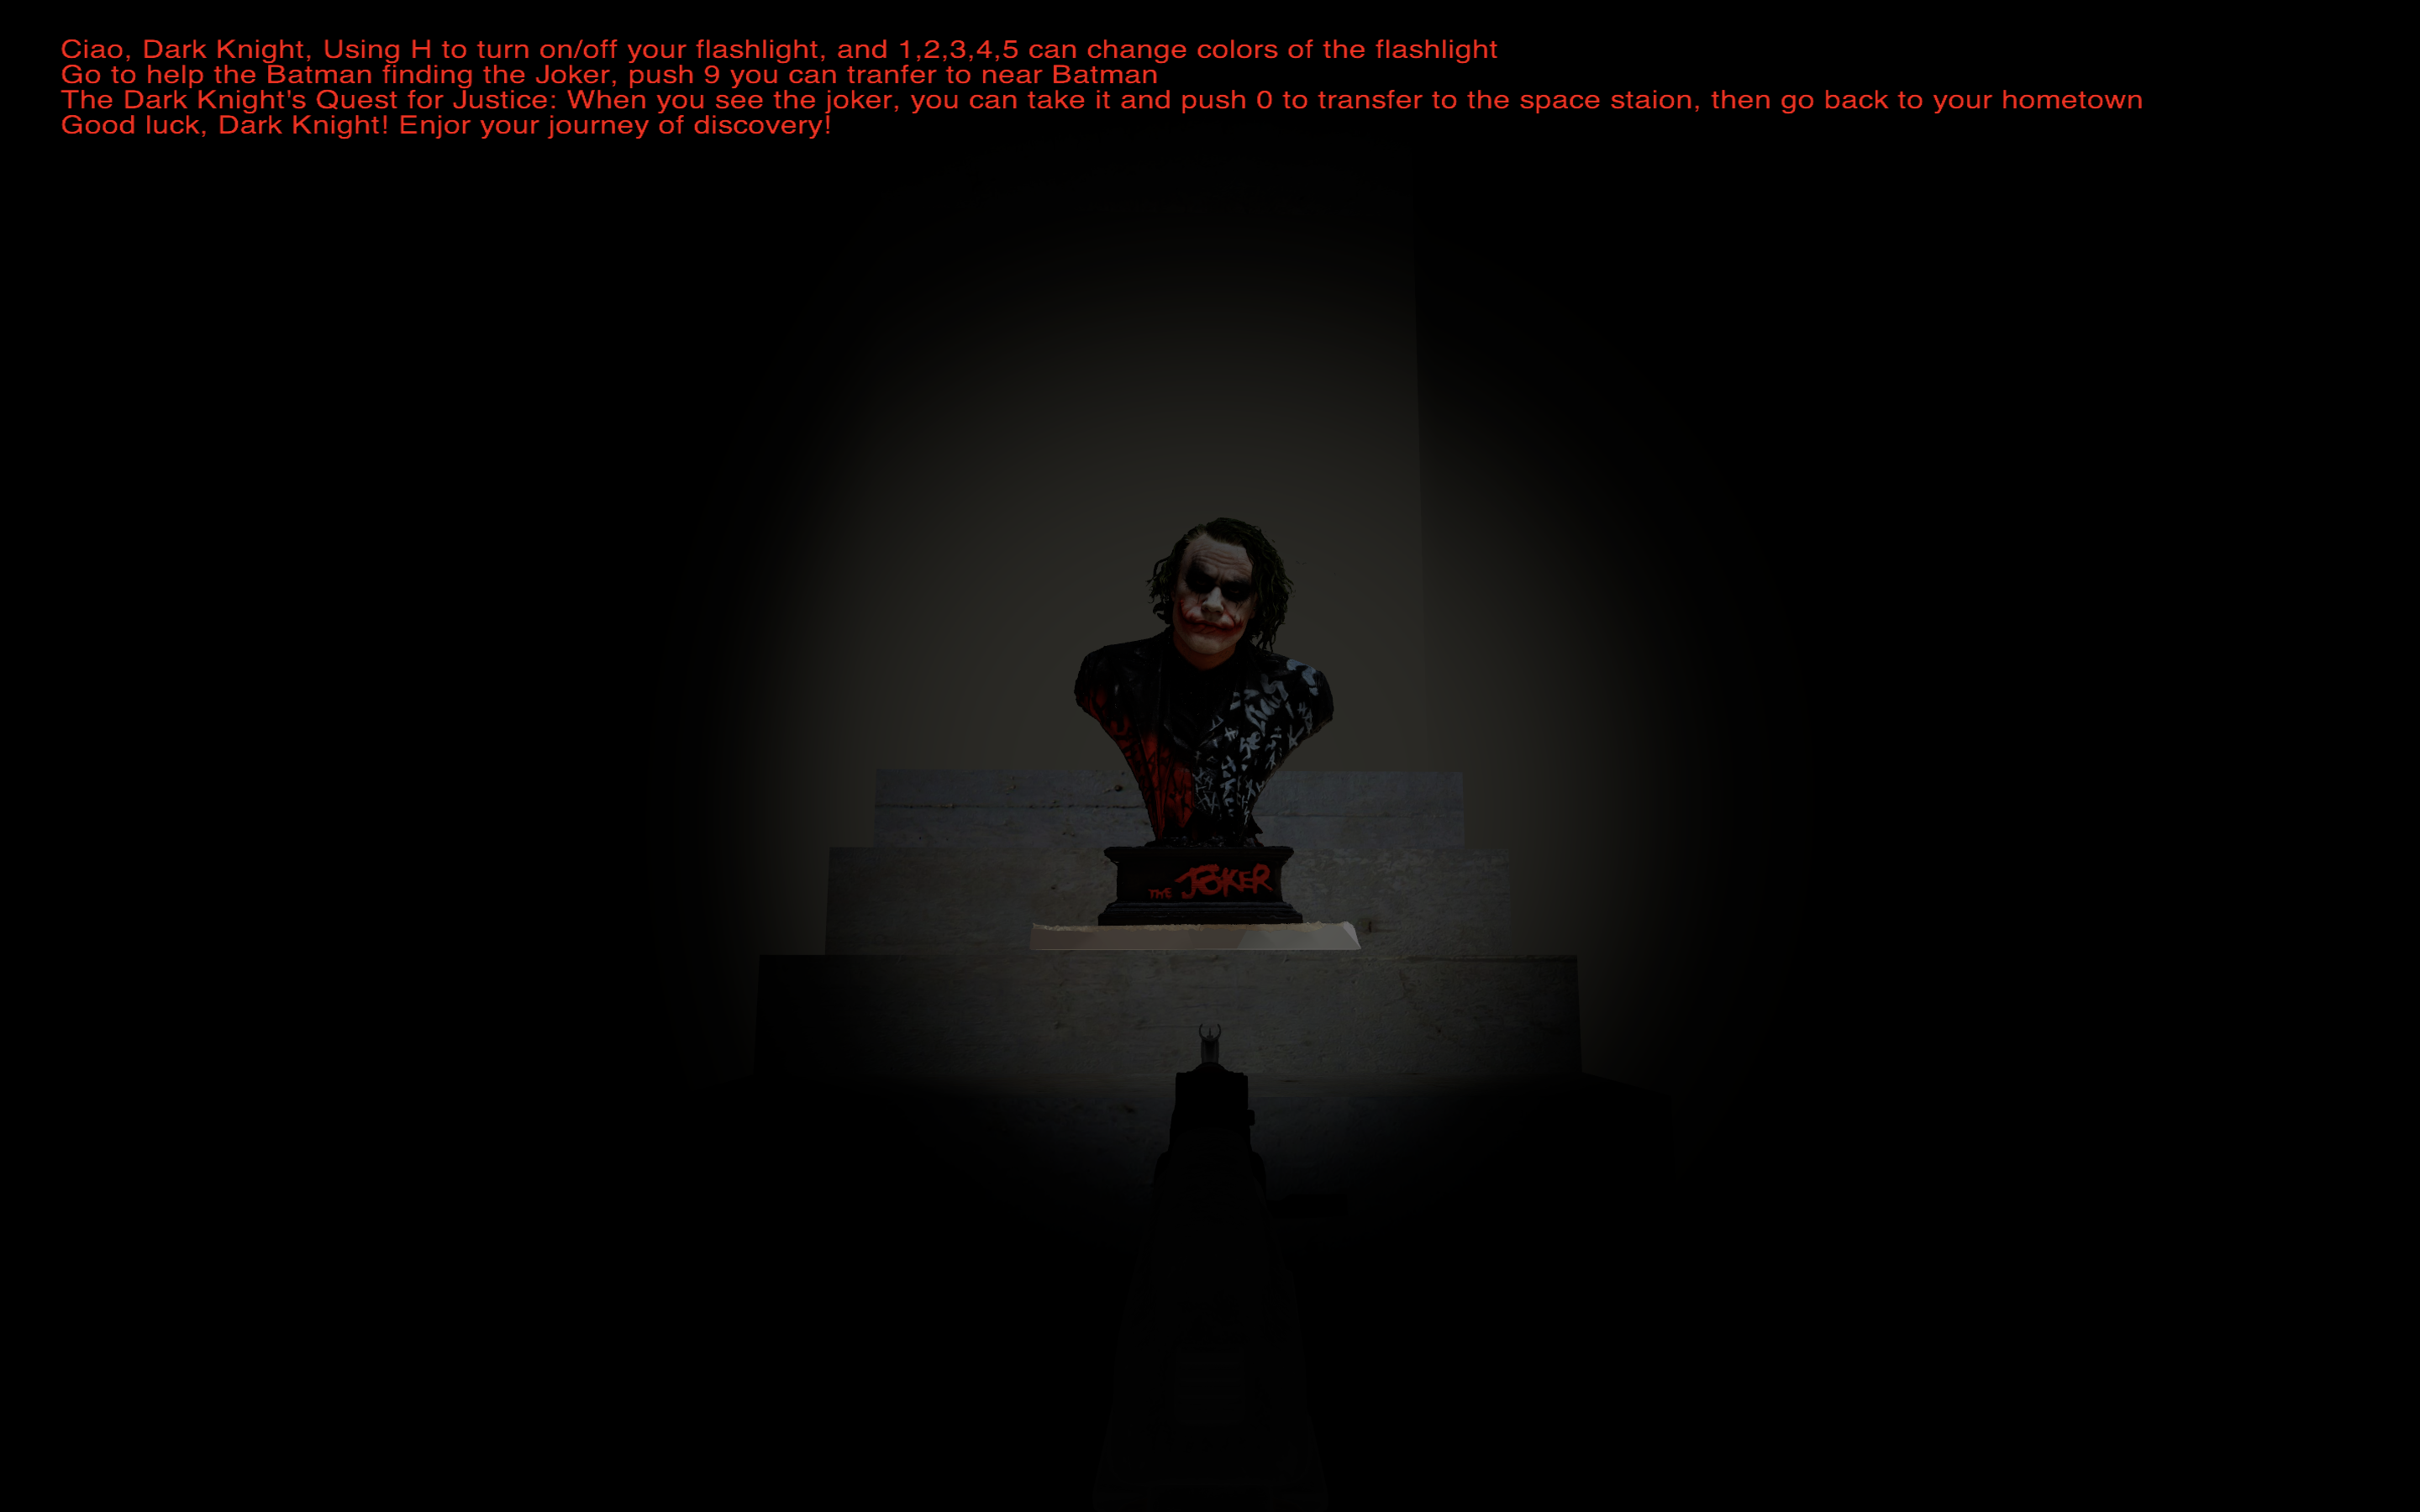 Ciao, Dark Knight, Using H to turn on/off your flashlight, and 1,2,3,4,5 can change colors of the flashlight
Go to help the Batman finding the Joker, push 9 you can tranfer to near Batman
The Dark Knight's Quest for Justice: When you see the joker, you can take it and push 0 to transfer to the space staion, then go back to your hometown
Good luck, Dark Knight! Enjor your journey of discovery!
THE JOKER